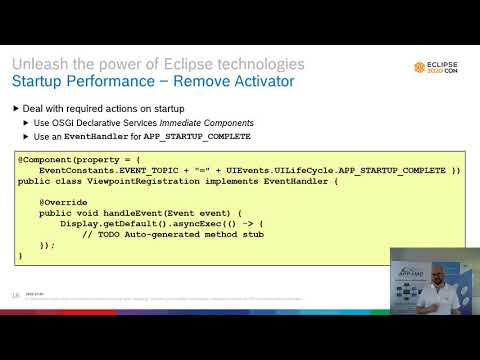 Unleash the power of Eclipse technologies
Startup Performance – Remove Activator
ECLIPSE
2020 CON
Deal with required actions on startup
Use OSGi Declarative Services Immediate Components
Use an EventHandler for APP_STARTUP_COMPLETE
@Component(property = {
EventConstants.EVENT_TOPIC + "=" + UIEvents.UILifeCycle.APP_STARTUP_COMPLETE })
public class ViewpointRegistration implements EventHandler {
@Override
public void handleEvent(Event event) {
Display.getDefault().asyncExec(() -> {
// TODO Auto-generated method stub
});
}